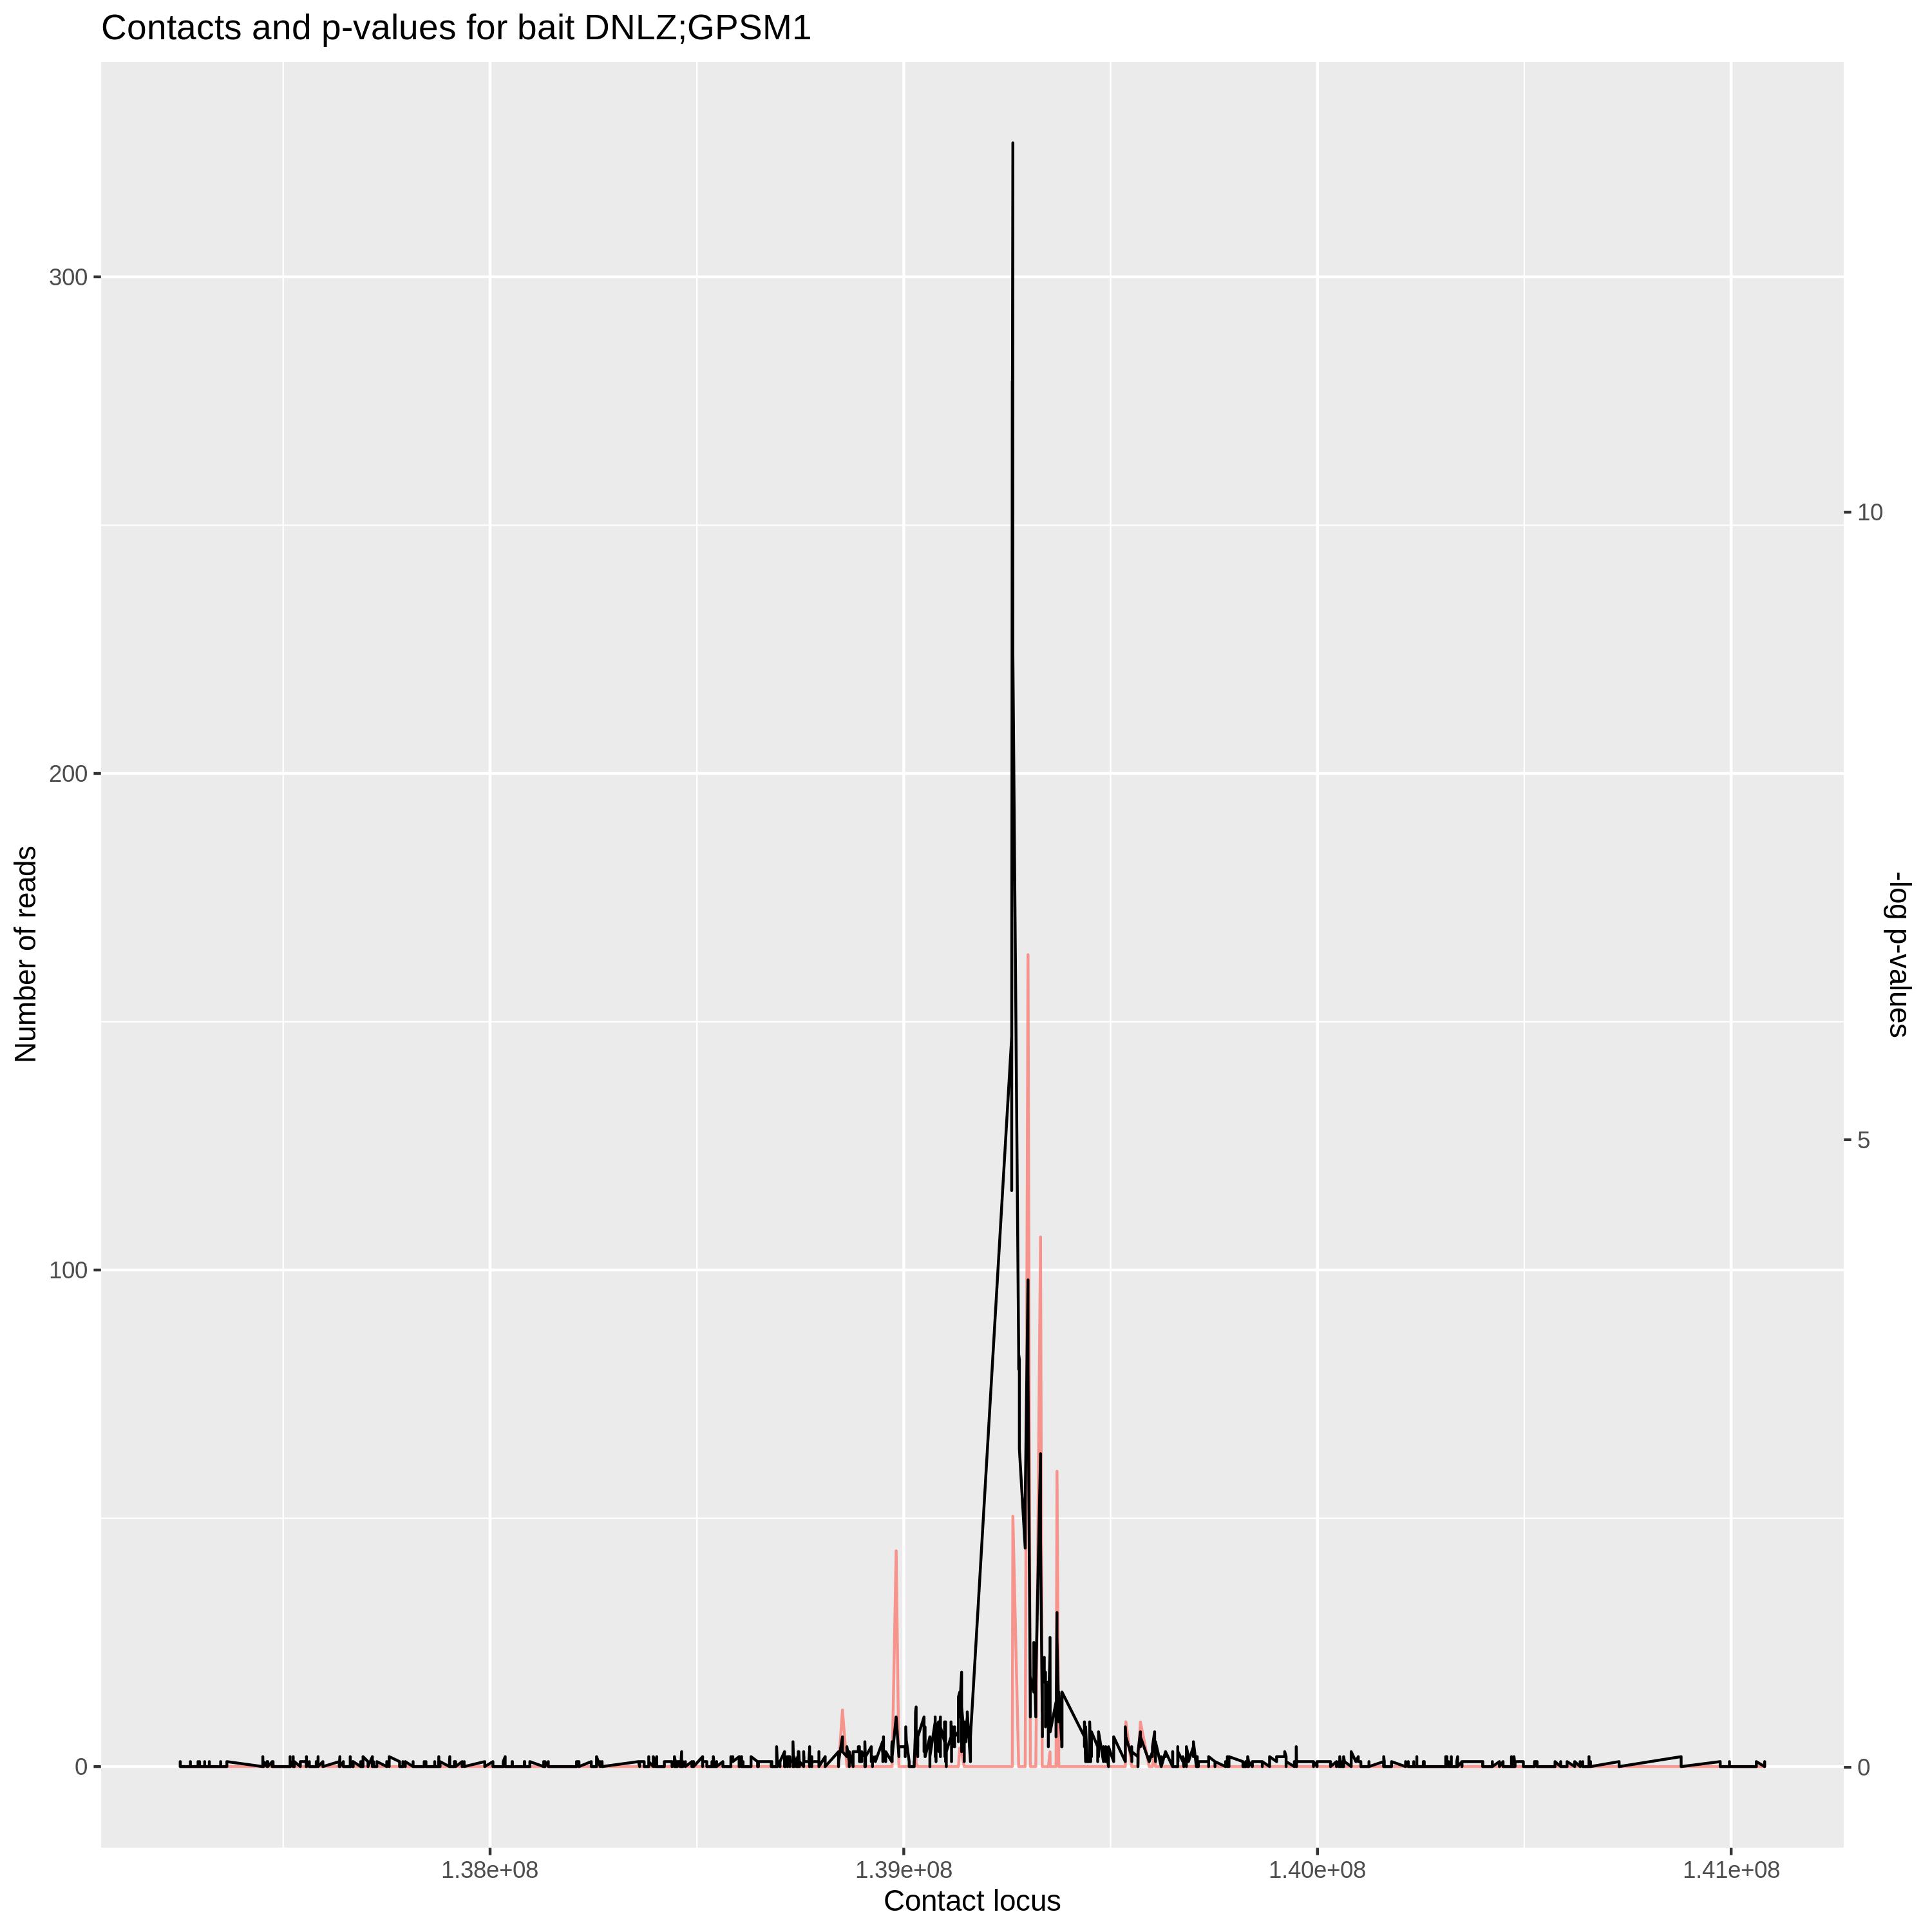 Contacts and p-values for bait DNLZ;GPSM1
300
200
100
0
Number of reads
10
5
0
-log p-values
1.38e+08
1.39e+08
1.40e+08
1.41e+08
Contact locus